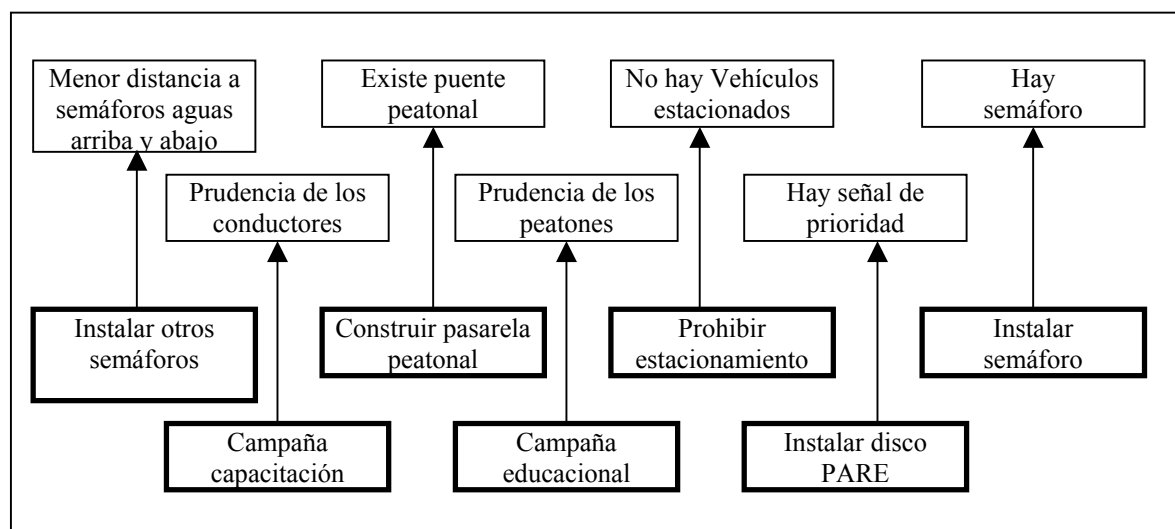 Menor distancia a
semáforos aguas
arriba y abajo
Existe puente
peatonal
No hay Vehículos
estacionados
Hay
semáforo
Prudencia de los
conductores
Prudencia de los
peatones
Hay señal de
prioridad
Instalar otros
semáforos
Construir pasarela
peatonal
Prohibir
estacionamiento
Instalar
semáforo
Campaña
capacitación
Campaña
educacional
Instalar disco
PARE